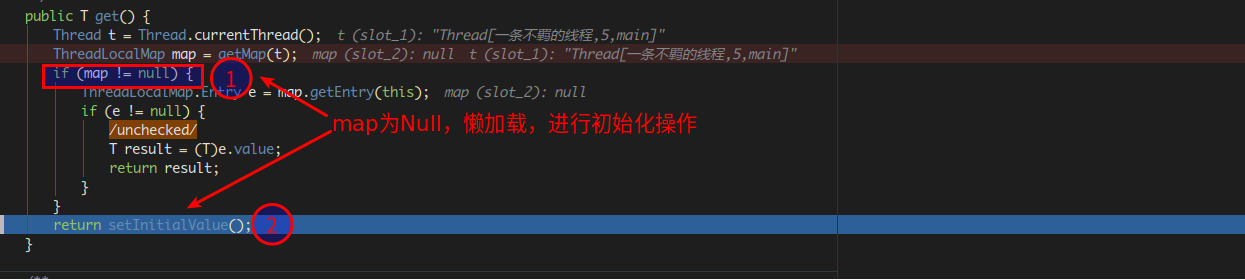 public T get() {
Thread t = Thread.currentThread(); t (slot_1): "Thread[一条不羁的线程,5,main]"
ThreadLocalMap map = getMap(t); map (slot_2): null t (slot_1): "Thread[一条不羁的线程,5,main]"
if (map != null) { 1
ThreadLocalMap.Entry e = map.getEntry(this); map (slot_2): null
if (e != null) {
map为Null，懒加载，进行初始化操作
/unchecked/
T result = (T)e.value;
return result;
}
}
return setInitialValue(); 2
}
/**